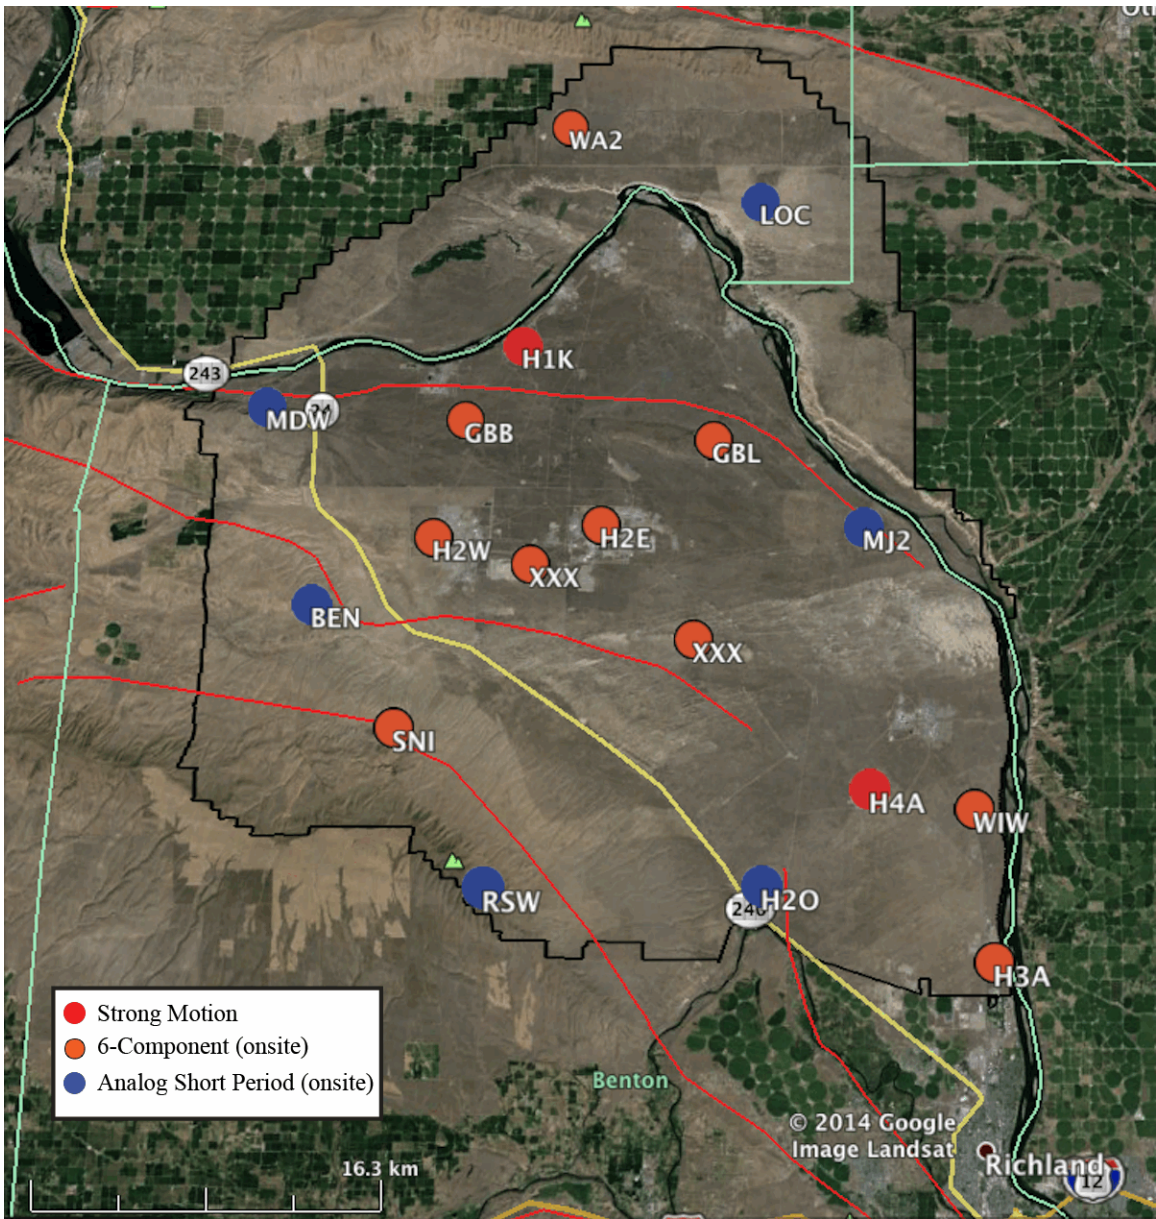 WA2
LOC
H1K
243
MDW
24
GBB
GBL
H2W
H2E
XXX
MJ2
BEN
XXX
SNI
H4A
WIW
RSW
H2O
240
H3A
Strong Motion
6-Component (onsite)
Analog Short Period (onsite)
Benton
© 2014 Google
Image Landsat
16.3 km
Richland
12